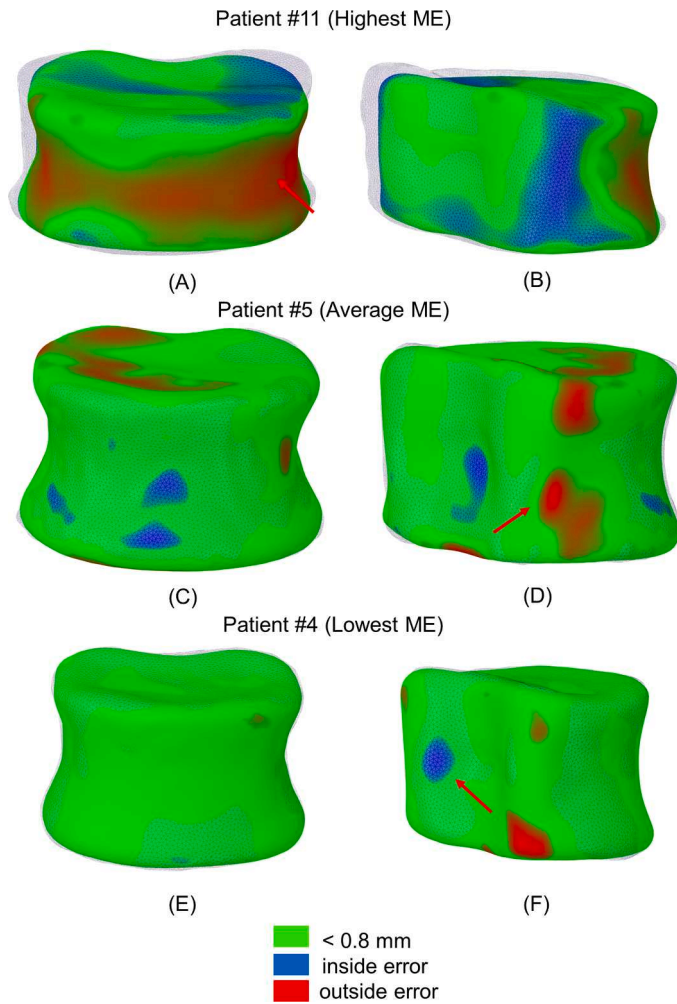 Patient #11 (Highest ME)
(A)
(B)
Patient #5 (Average ME)
(C)
(D)
Patient #4 (Lowest ME)
(E)
(F)
< 0.8 mm
inside error
outside error